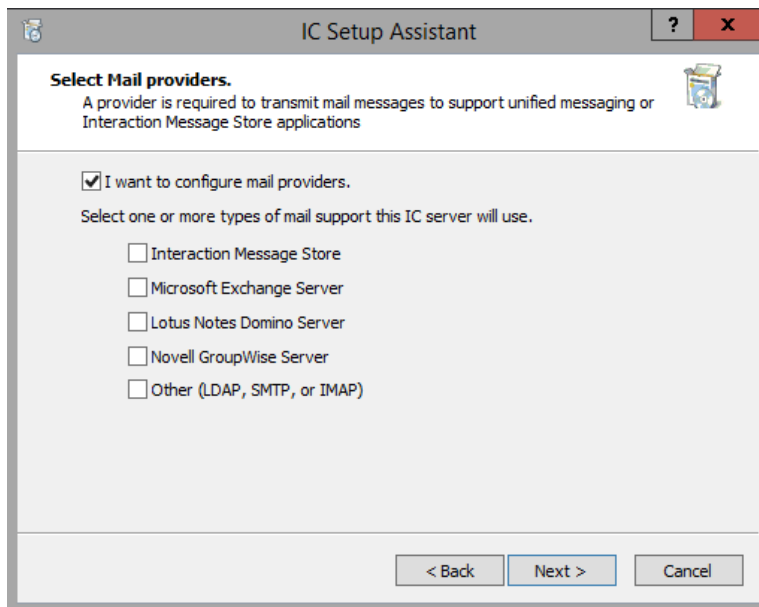 IC Setup Assistant
? x
Select Mail providers.
A provider is required to transmit mail messages to support unified messaging or
Interaction Message Store applications
I want to configure mail providers.
Select one or more types of mail support this IC server will use.
Interaction Message Store
Microsoft Exchange Server
Lotus Notes Domino Server
Novell GroupWise Server
Other (LDAP, SMTP, or IMAP)
< Back Next > Cancel